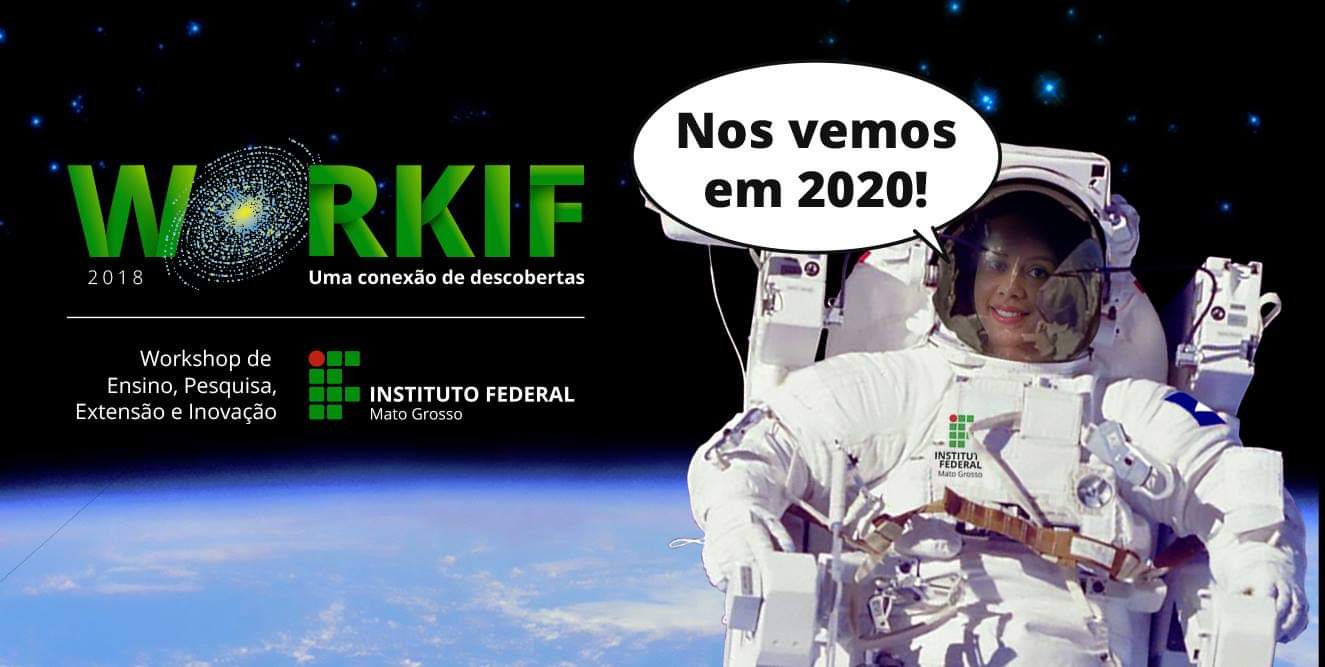 WORKIF
2018
Uma conexão de descobertas
Workshop de
Ensino, Pesquisa,
Extensão e Inovação
INSTITUTO FEDERAL
Mato Grosso
Nos vemos
em 2020!
INSTITUT
FEDERAL
Mato Grosso